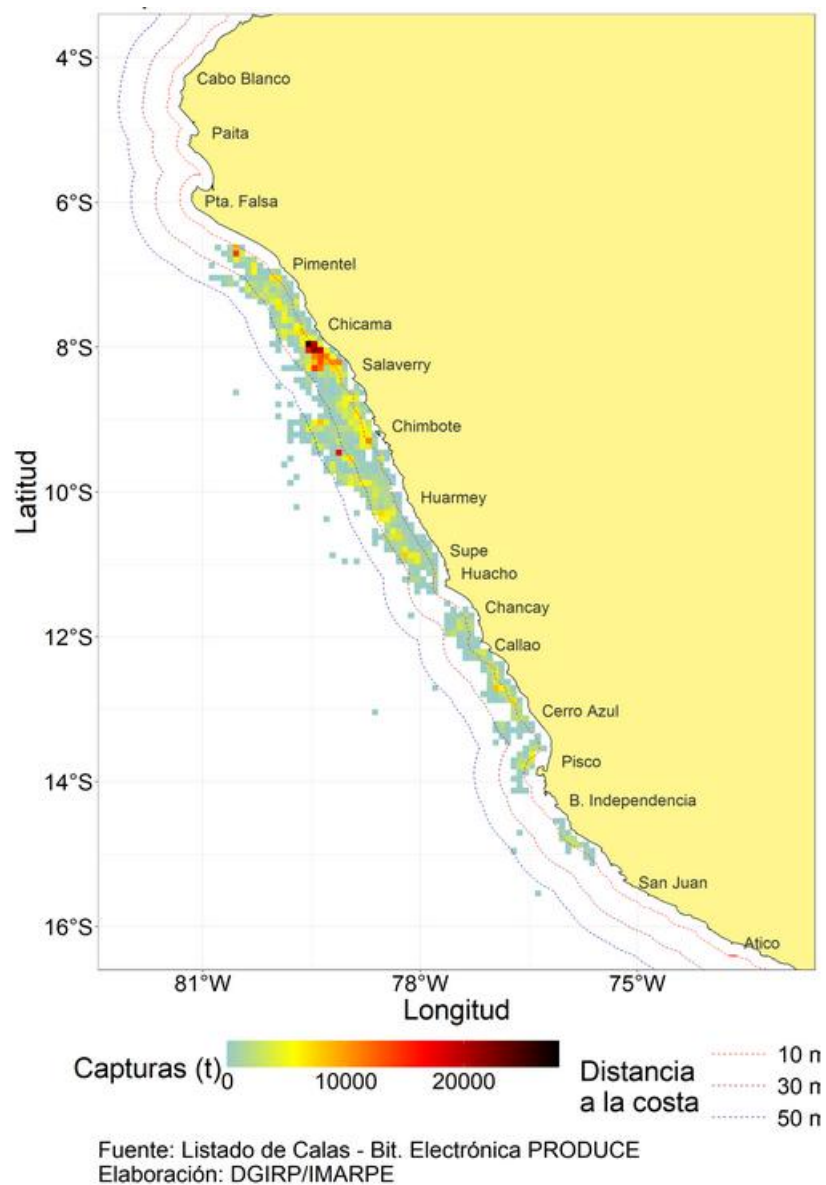 4°S
Cabo Blanco
Paita
6°S
Pta. Falsa
Pimentel
Chicama
8°S
Salaverry
Chimbote
Latitud
10°S
Huarmey
Supe
Huacho
Chancay
12°S
Callao
Cerro Azul
Pisco
14°S
B. Independencia
San Juan
16°S
Atico
81°W 78°W 75°W
Longitud
Capturas (t)
0 10000 20000
Distancia
a la costa
10 m
30 m
50 m
Fuente: Listado de Calas - Bit. Electrónica PRODUCE
Elaboración: DGIRP/IMARPE